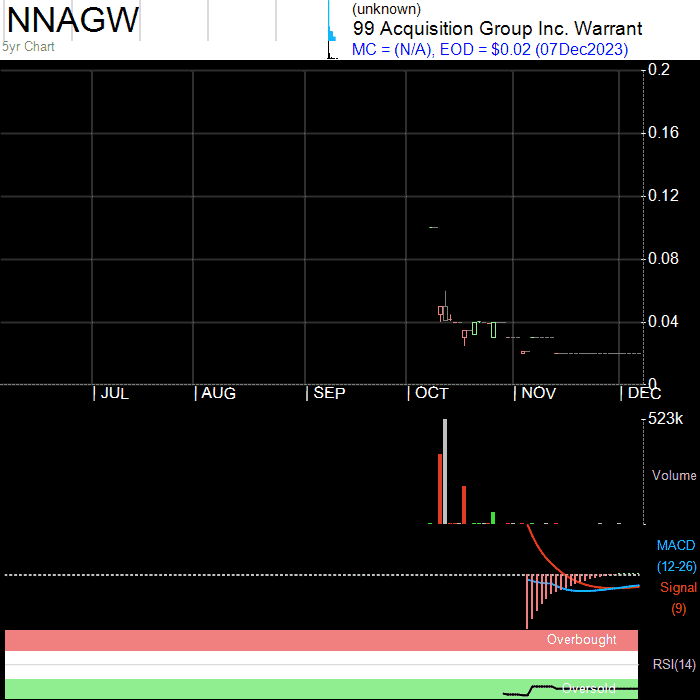 NNAGW
5yr Chart
(unknown)
99 Acquisition Group Inc. Warrant
MC = (N/A), EOD = $0.02 (07Dec2023)
0.2
0.16
0.12
0.08
0.04
0
JUL AUG SEP OCT NOV DEC
523k
Volume
MACD
(12-26)
Signal
(9)
Overbought
RSI(14)
Oversold